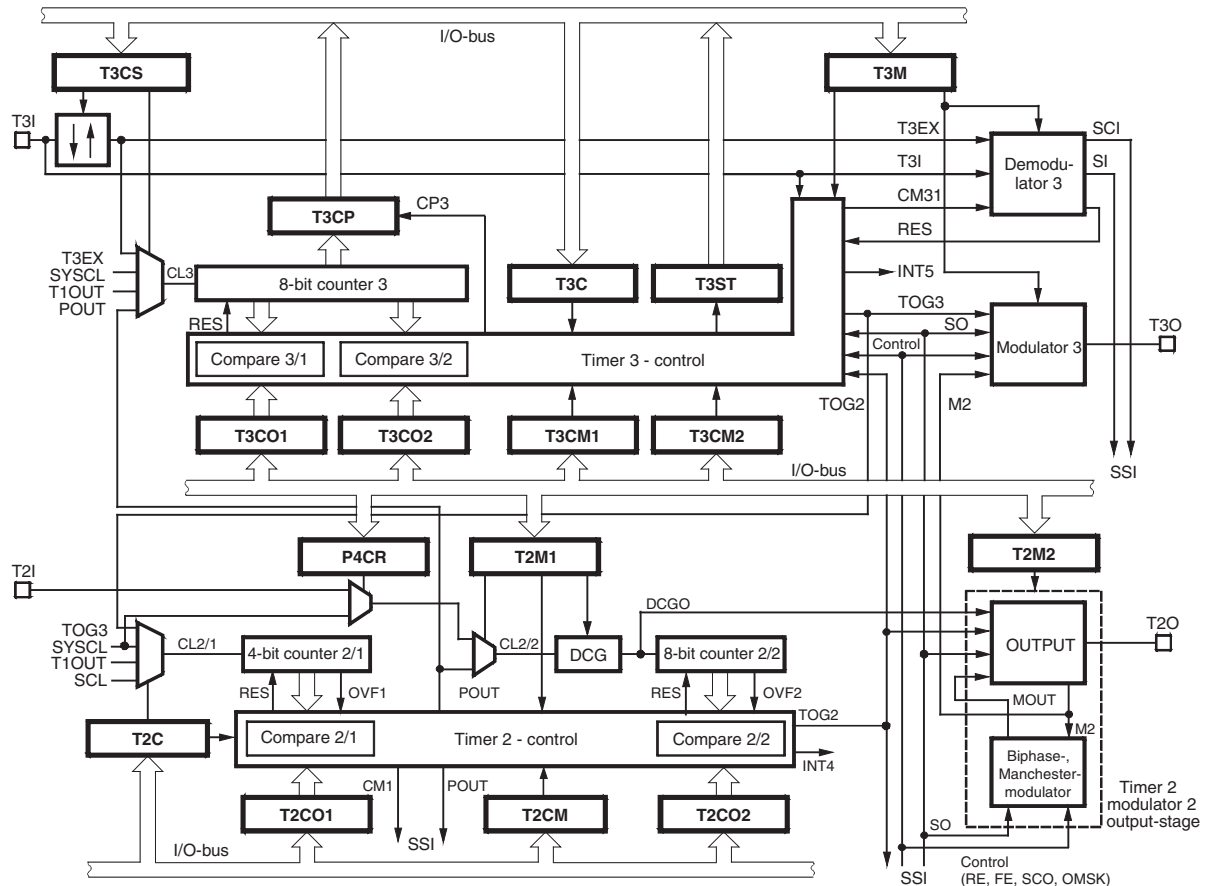 I/O-bus
T3CS
T3M
T3I
T3EX
SCI
T3I
SI
Demodu-
lator 3
CP3
T3CP
CM31
RES
T3EX
SYSCL
T1OUT
POUT
CL3
8-bit counter 3
T3C
T3ST
INT5
RES
TOG3
SO
T3O
Control
Modulator 3
Compare 3/1
Compare 3/2
Timer 3 - control
TOG2
M2
T3CO1
T3CO2
T3CM1
T3CM2
I/O-bus
SSI
P4CR
T2M1
T2M2
T2I
DCGO
TOG3
SYSCL
T1OUT
SCL
CL2/1
4-bit counter 2/1
CL2/2
DCG
8-bit counter 2/2
OUTPUT
T2O
RES
OVF1
POUT
RES
OVF2
MOUT
TOG2
M2
T2C
Compare 2/1
Timer 2 - control
Compare 2/2
INT4
Biphase-,
Manchester-
modulator
CM1
POUT
Timer 2
modulator 2
output-stage
T2CO1
T2CM
T2CO2
SSI
SO
I/O-bus
SSI
Control
(RE, FE, SCO, OMSK)